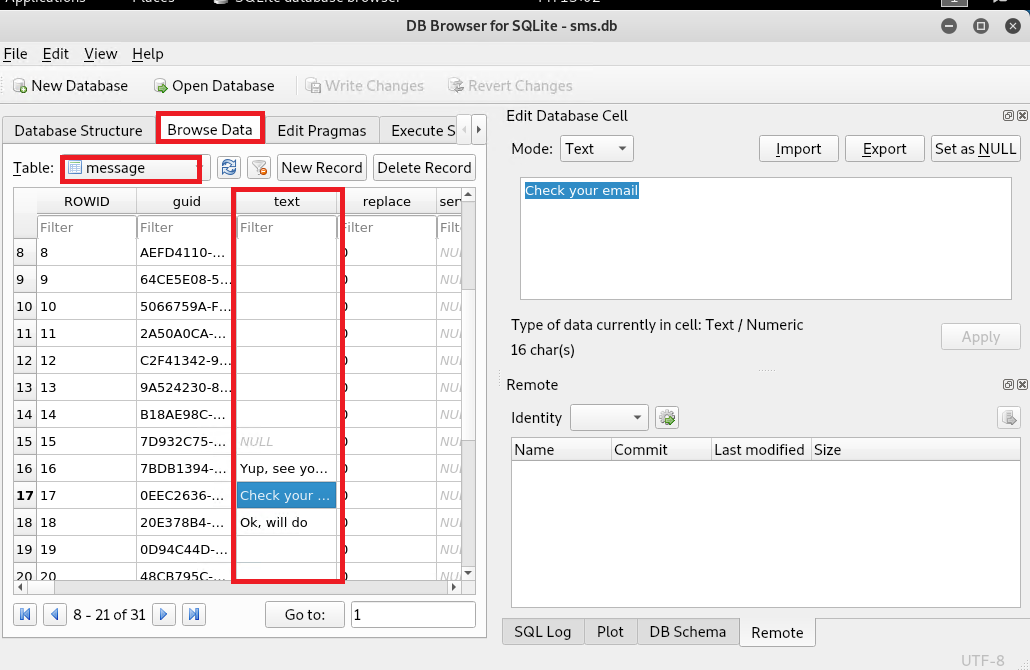 Applications Places SQLite database browser
DB Browser for SQLite - sms.db
File Edit View Help
New Database Open Database Write Changes Revert Changes
Database Structure Browse Data Edit Pragmas Execute S
Table: message New Record Delete Record
ROWID guid text replace serv
Filter Filter Filter Filter Filt
8 8 AEFD4110-... 0 NUL
9 9 64CE5E08-5... 0 NUL
10 10 5066759A-F... 0 NUL
11 11 2A50A0CA-... 0 NUL
12 12 C2F41342-9... 0 NUL
13 13 9A524230-8... 0 NUL
14 14 B18AE98C-... 0 NUL
15 15 7D932C75-... NULL 0 NUL
16 16 7BDB1394-... Yup, see yo... 0 NUL
17 17 0EEC2636-... Check your ... 0 NUL
18 18 20E378B4-... Ok, will do 0 NUL
19 19 0D94C44D-... 0 NUL
20 20 48CB795C-... 0 NUL
8 - 21 of 31 Go to: 1
Edit Database Cell
Mode: Text Import Export Set as NULL
Check your email
Type of data currently in cell: Text / Numeric
16 char(s)
Apply
Remote
Identity
Name Commit Last modified Size
SQL Log Plot DB Schema Remote
UTF-8